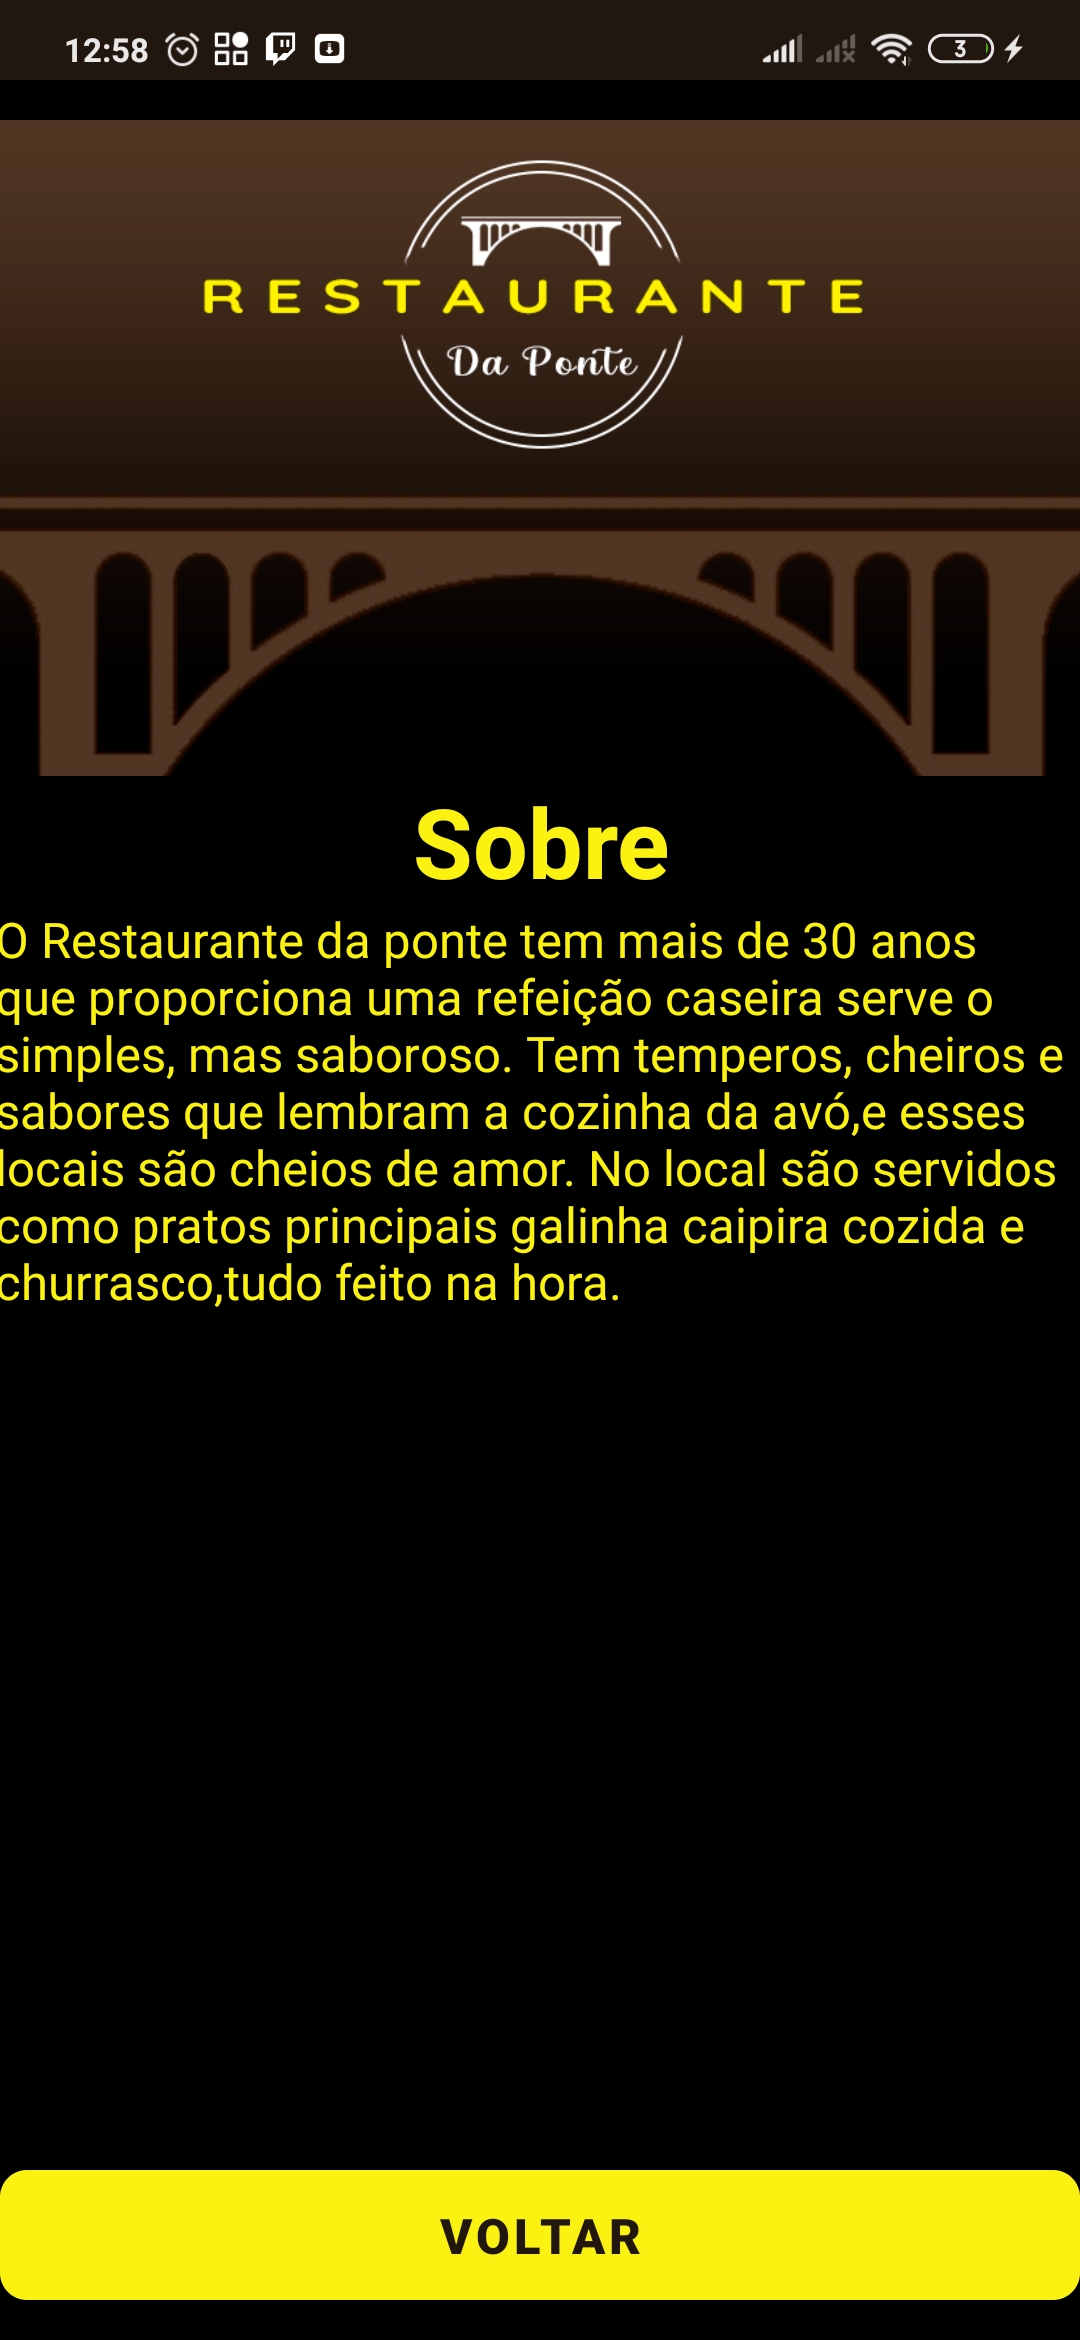 12:58
3
RESTAURANTE
Da Ponte
Sobre
O Restaurante da ponte tem mais de 30 anos
que proporciona uma refeição caseira serve o
simples, mas saboroso. Tem temperos, cheiros e
sabores que lembram a cozinha da avó,e esses
locais são cheios de amor. No local são servidos
como pratos principais galinha caipira cozida e
churrasco,tudo feito na hora.
VOLTAR